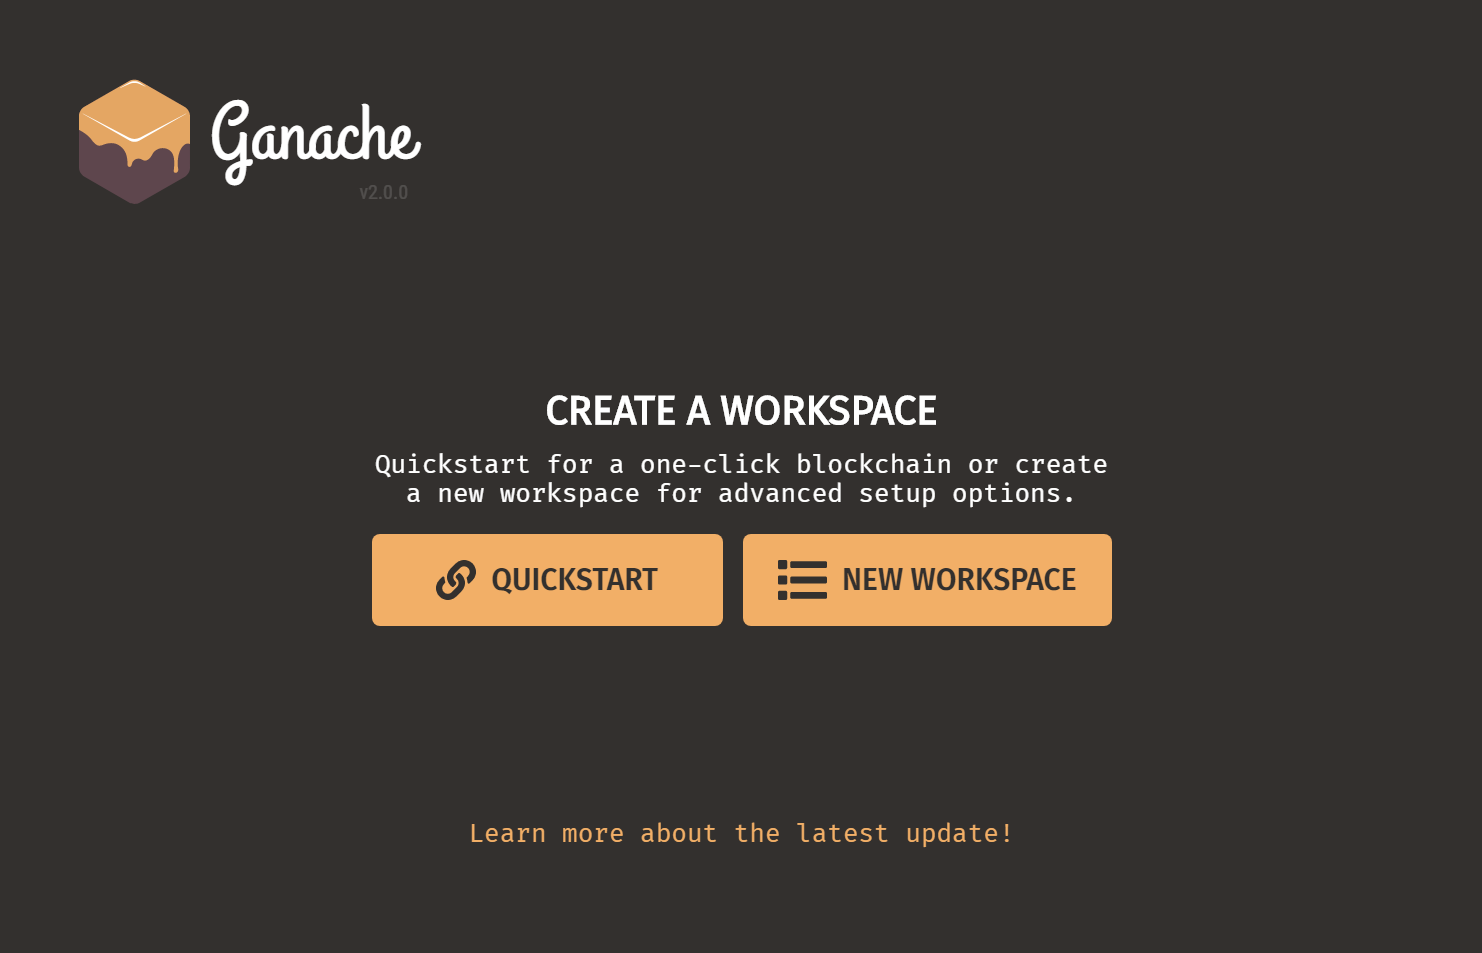 Ganache
v2.0.0
CREATE A WORKSPACE
Quickstart for a one-click blockchain or create
a new workspace for advanced setup options.
QUICKSTART
NEW WORKSPACE
Learn more about the latest update!